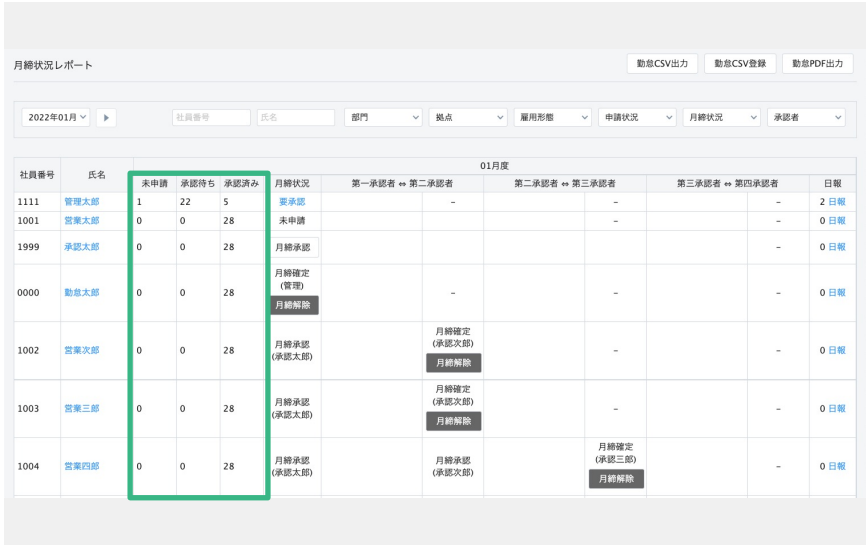 月締状況レポート 勤怠CSV出力 勤怠CSV登録 勤怠PDF出力
2022年01月 社員番号 氏名 部門 拠点 雇用形態 申請状況 月締状況 承認者
社員番号 氏名 01月度
未申請 承認待ち 承認済み 月締状況 第一承認者 ⇔ 第二承認者 第二承認者 ⇔ 第三承認者 第三承認者 ⇔ 第四承認者 日報
1111 管理太郎 1 22 5 要承認 – – – 2 日報
1001 営業太郎 0 0 28 未申請 – – 0 日報
1999 承認太郎 0 0 28 月締承認 – – 0 日報
0000 勤怠太郎 0 0 28 月締確定 (管理) 月締解除 – – – 0 日報
1002 営業次郎 0 0 28 月締承認 (承認太郎) 月締確定 (承認次郎) 月締解除 – – 0 日報
1003 営業三郎 0 0 28 月締承認 (承認太郎) 月締確定 (承認次郎) 月締解除 – – 0 日報
1004 営業四郎 0 0 28 月締承認 (承認太郎) 月締承認 (承認次郎) 月締確定 (承認三郎) 月締解除 – 0 日報